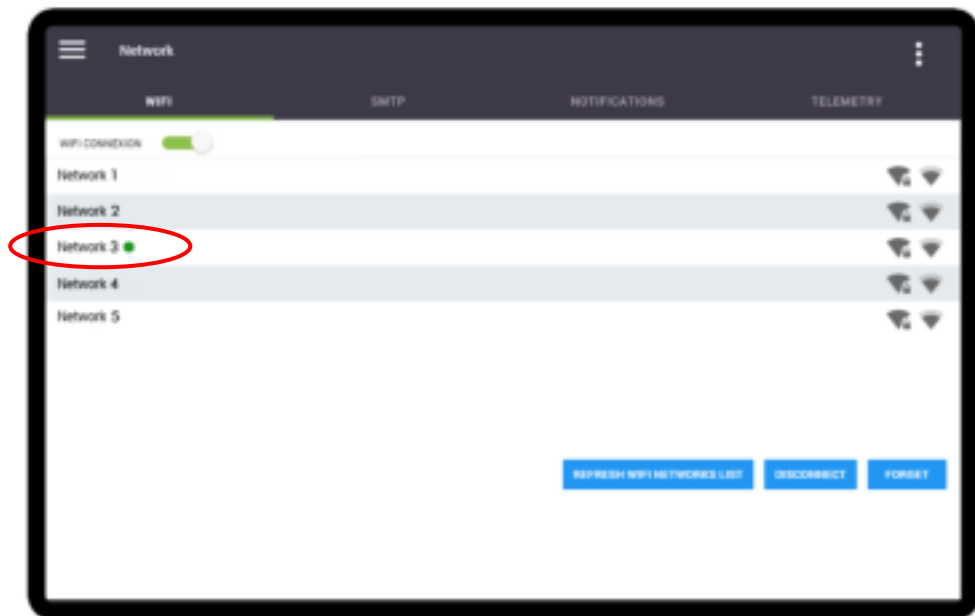 Network
WIFI SMTP NOTIFICATIONS TELEMETRY
WIFI CONNEXION
Network 1
Network 2
Network 3
Network 4
Network 5
REFRESH WIFI NETWORKS LIST DISCONNECT FORGET